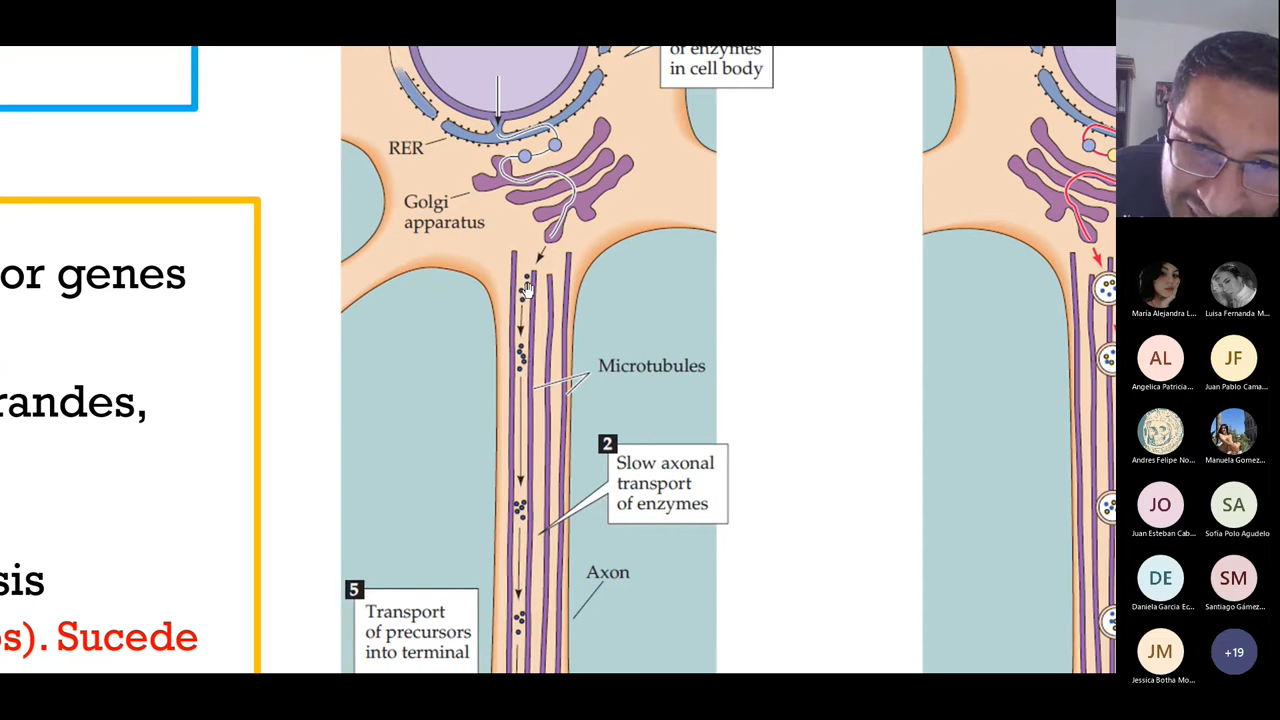 or genes
randes,
sis
os). Sucede
of enzymes
in cell body
RER
Golgi
apparatus
Microtubules
2
Slow axonal
transport
of enzymes
Axon
5
Transport
of precursors
into terminal
María Alejandra L...
Luisa Fernanda M...
AL
JF
Angelica Patricia...
Juan Pablo Cama...
Andres Felipe No...
Manuela Gomez...
JO
SA
Juan Esteban Cab...
Sofía Polo Agudelo
DE
SM
Daniela Garcia Ec...
Santiago Gámez...
JM
+19
Jessica Botha Mo...